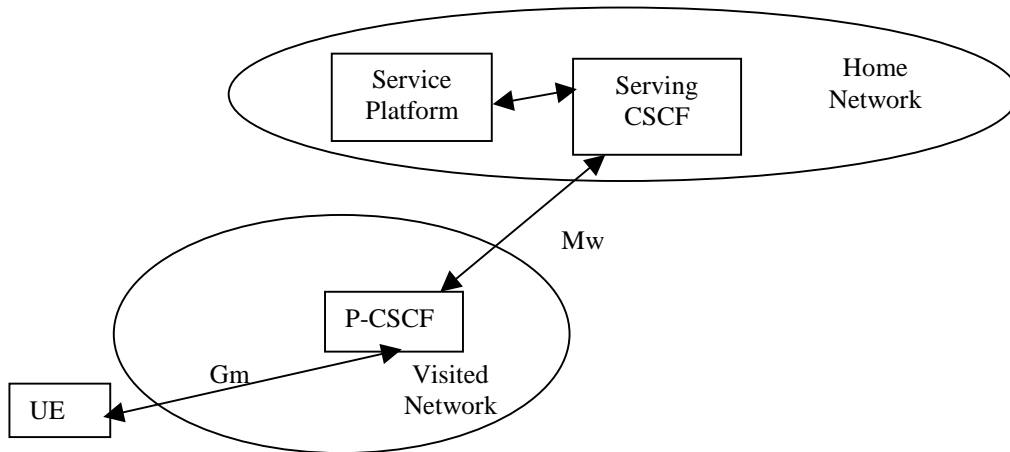 Service
Platform
Serving
CSCF
Home
Network
Mw
P-CSCF
Gm
Visited
Network
UE